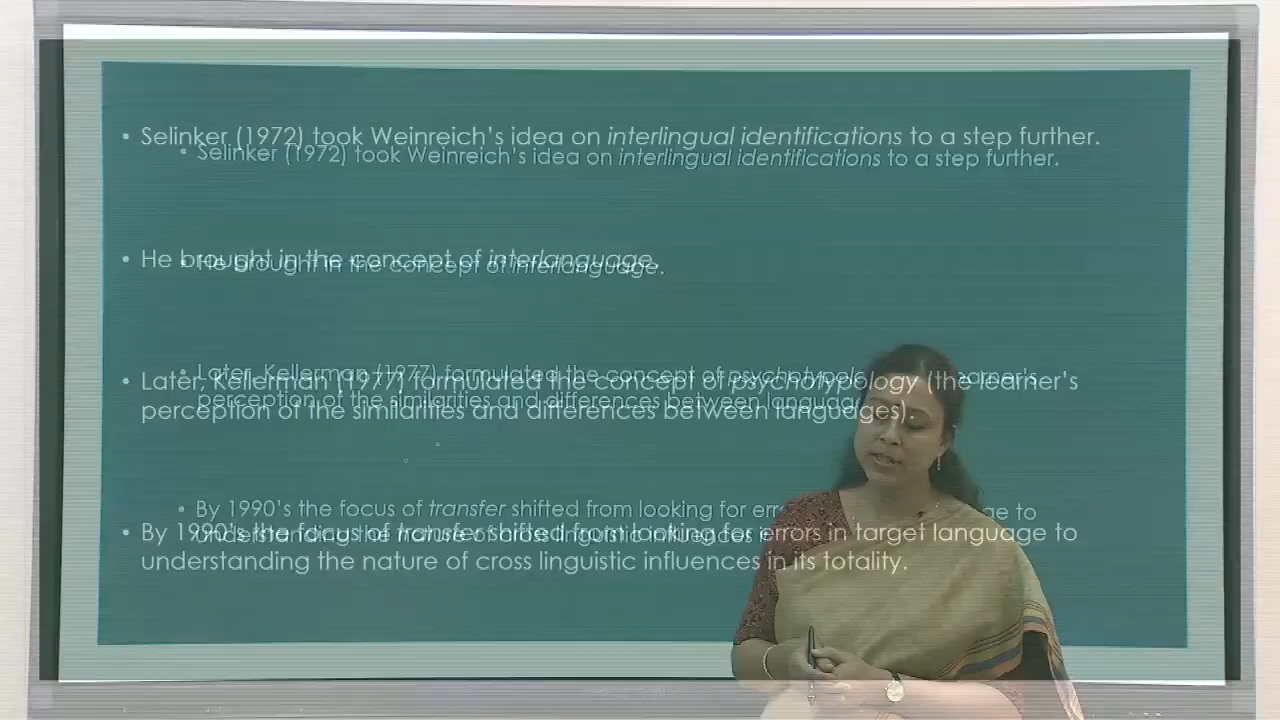 • Selinker (1972) took Weinreich's idea on interlingual identifications to a step further.
• He brought in the concept of interlanguage.
• Later, Kellerman (1977) formulated the concept of psychotypology (the learner's
perception of the similarities and differences between languages).
• By 1990's the focus of transfer shifted from looking for errors in target language to
understanding the nature of cross linguistic influences in its totality.